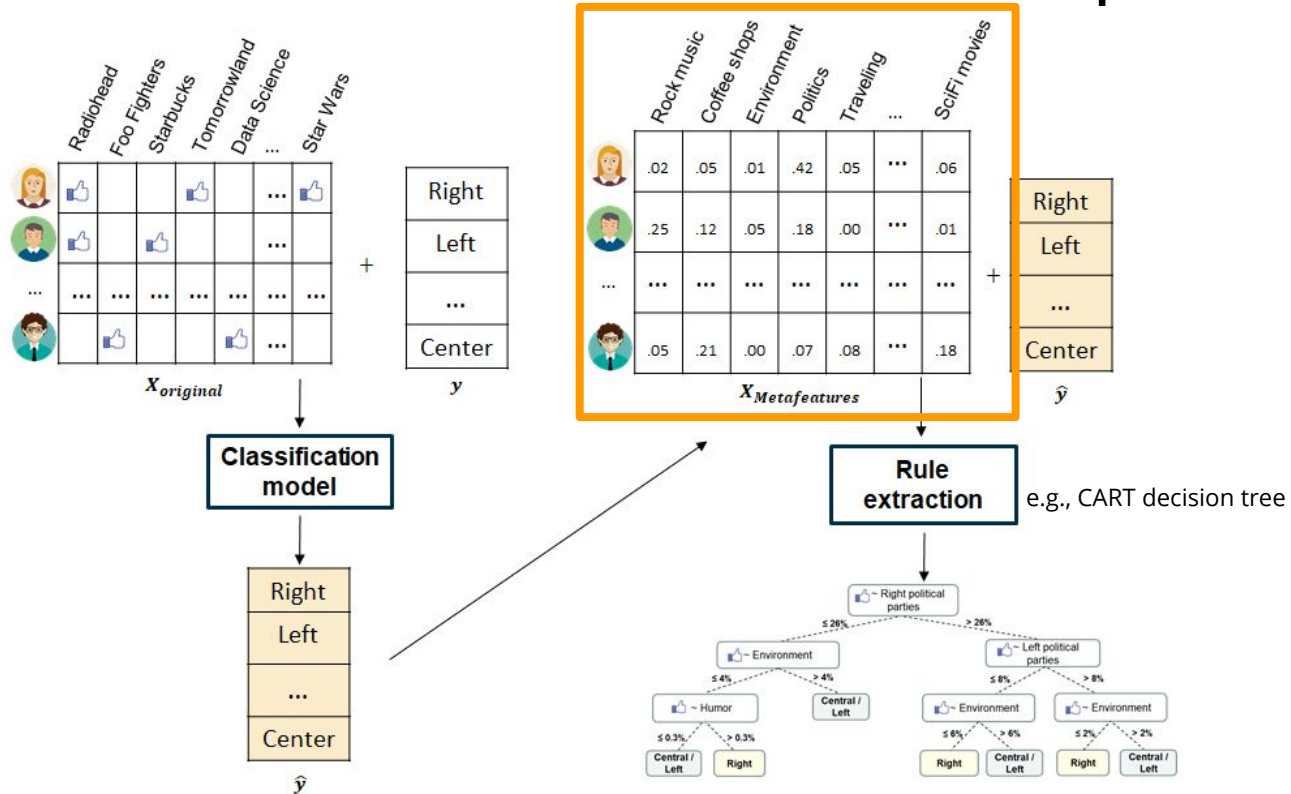 Radiohead
Foo Fighters
Starbucks
Tomorrowland
Data Science
...
Star Wars
...
...
... ... ... ... ... ... ... ...
...
X_original
+
Right
Left
...
Center
y
Classification
model
Right
Left
...
Center
ŷ
Rock music
Coffee shops
Environment
Politics
Traveling
...
SciFi movies
.02 .05 .01 .42 .05 ... .06
.25 .12 .05 .18 .00 ... .01
... ... ... ... ... ... ... ...
.05 .21 .00 .07 .08 ... .18
X_Metafeatures
+
Right
Left
...
Center
ŷ
Rule
extraction
e.g., CART decision tree
~ Right political
parties
≤ 26% > 26%
~ Environment
~ Left political
parties
≤ 4% > 4%
≤ 8% > 8%
~ Humor
Central /
Left
~ Environment
~ Environment
≤ 0.3% > 0.3%
≤ 6% > 6%
≤ 2% > 2%
Central /
Left
Right
Right
Central /
Left
Right
Central /
Left